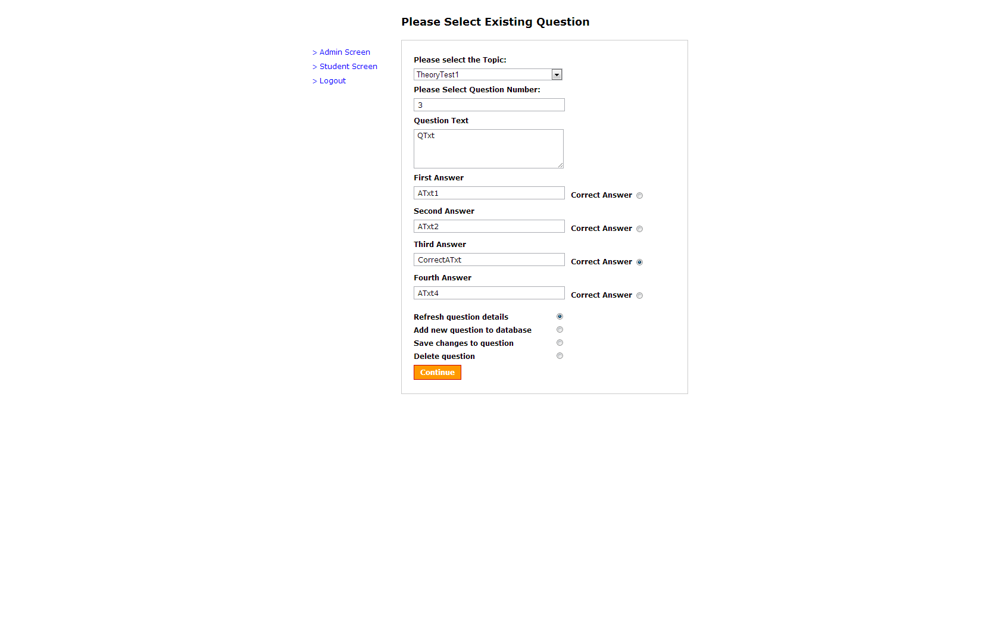 Please Select Existing Question
> Admin Screen
> Student Screen
> Logout
Please select the Topic:
TheoryTest1
Please Select Question Number:
3
Question Text
QTxt
First Answer
ATxt1
Correct Answer
Second Answer
ATxt2
Correct Answer
Third Answer
CorrectATxt
Correct Answer
Fourth Answer
ATxt4
Correct Answer
Refresh question details
Add new question to database
Save changes to question
Delete question
Continue